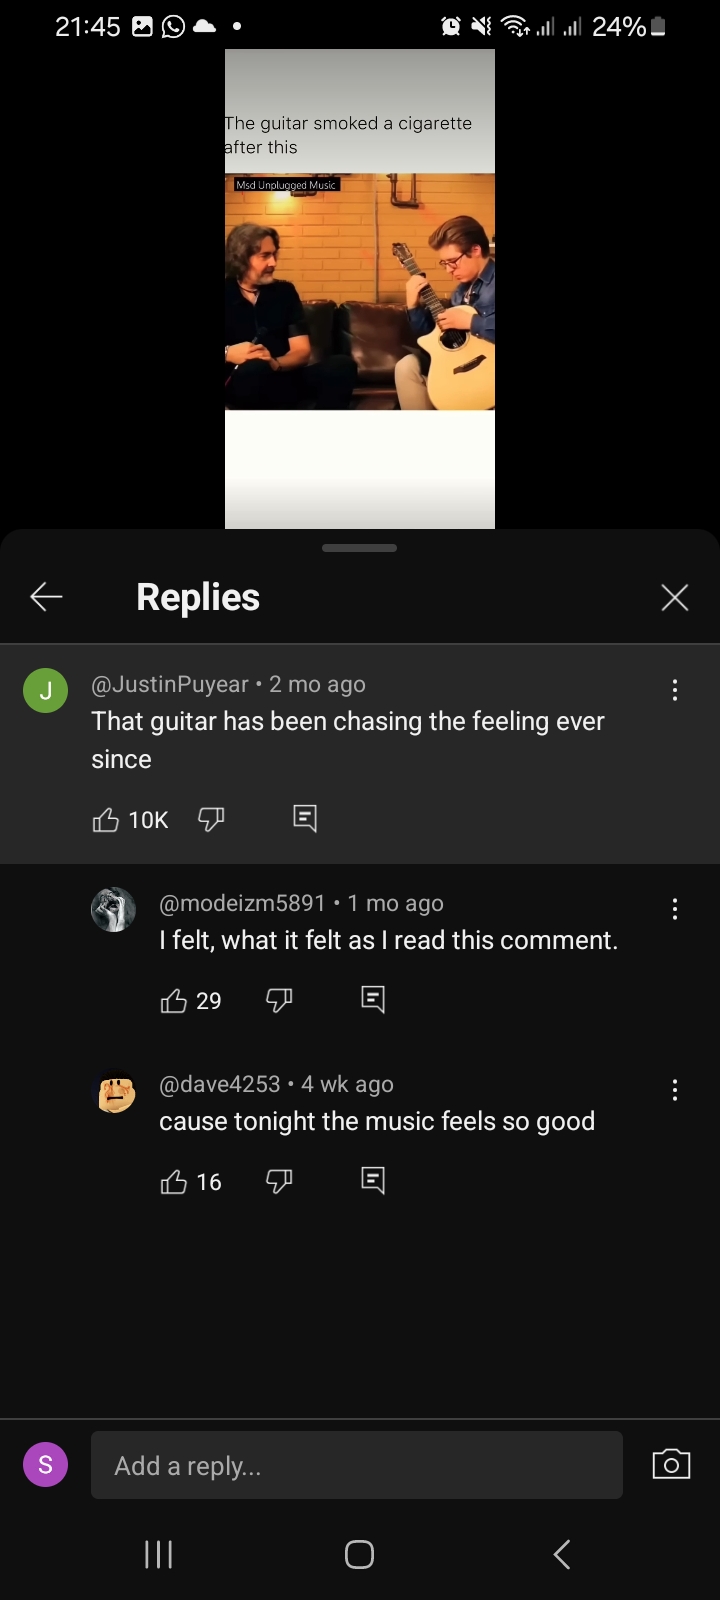 21:45
24%
The guitar smoked a cigarette
after this
Msd Unplugged Music
Replies
J
@JustinPuyear • 2 mo ago
That guitar has been chasing the feeling ever
since
10K
@modeizm5891 • 1 mo ago
I felt, what it felt as I read this comment.
29
@dave4253 • 4 wk ago
cause tonight the music feels so good
16
S
Add a reply...